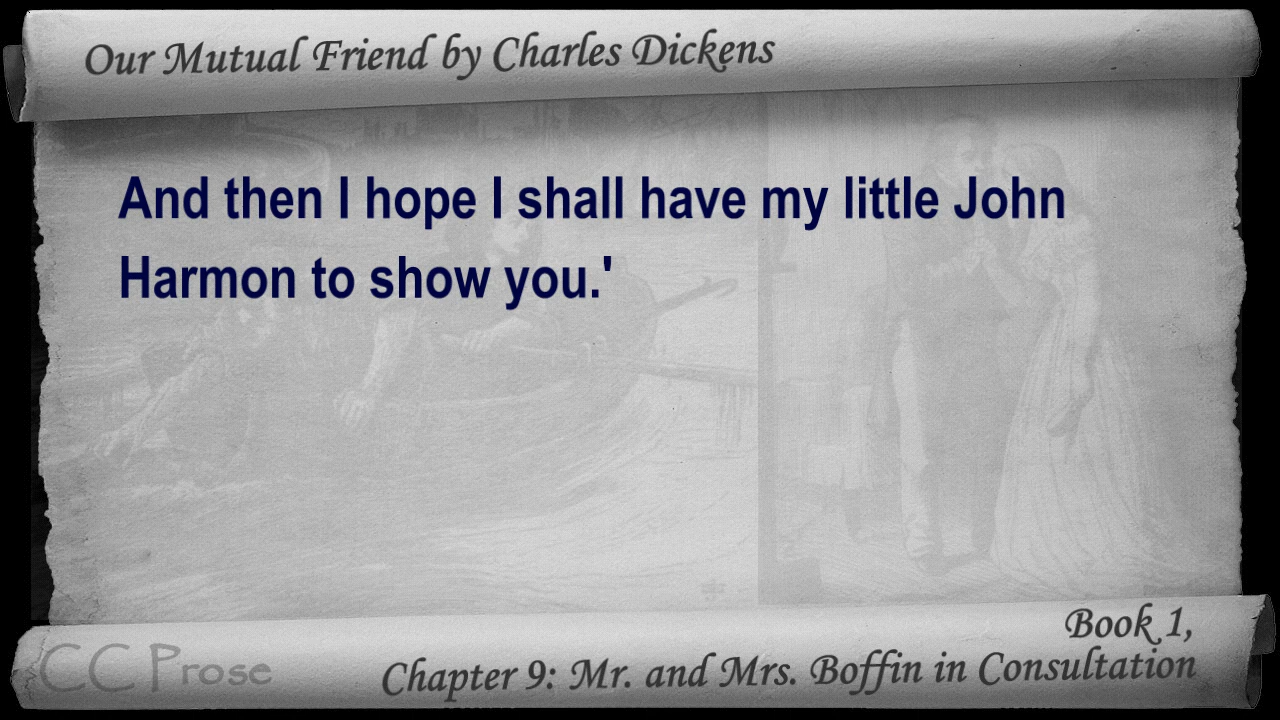 Our Mutual Friend by Charles Dickens
And then I hope I shall have my little John
Harmon to show you.'
Book 1,
CC Prose
Chapter 9: Mr. and Mrs. Boffin in Consultation